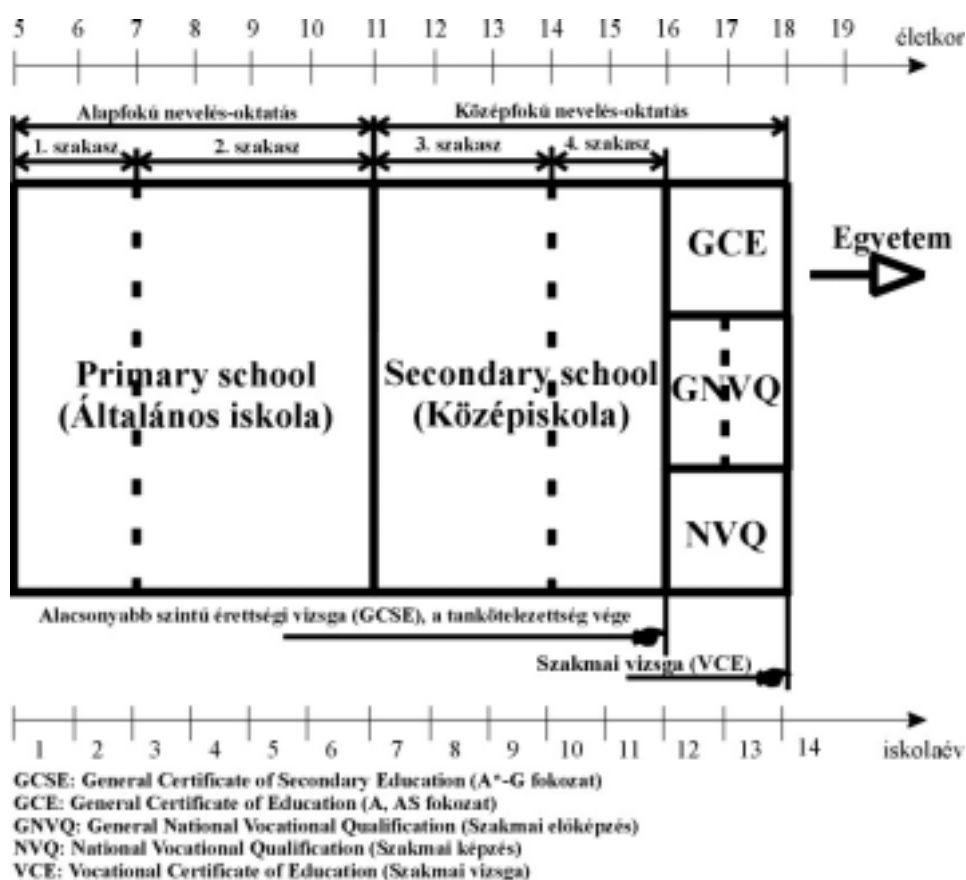 5 6 7 8 9 10 11 12 13 14 15 16 17 18 19
életkor
Alapfokú nevelés-oktatás Középfokú nevelés-oktatás
1. szakasz 2. szakasz 3. szakasz 4. szakasz
GCE
Egyetem
Primary school
(Általános iskola)
Secondary school
(Középiskola)
GNVQ
NVQ
Alacsonyabb szintű érettségi vizsga (GCSE), a tankötelezettség vége
Szakmai vizsga (VCE)
1 2 3 4 5 6 7 8 9 10 11 12 13 14
iskolaév
GCSE: General Certificate of Secondary Education (A*-G fokozat)
GCE: General Certificate of Education (A, AS fokozat)
GNVQ: General National Vocational Qualification (Szakmai előképzés)
NVQ: National Vocational Qualification (Szakmai képzés)
VCE: Vocational Certificate of Education (Szakmai vizsga)